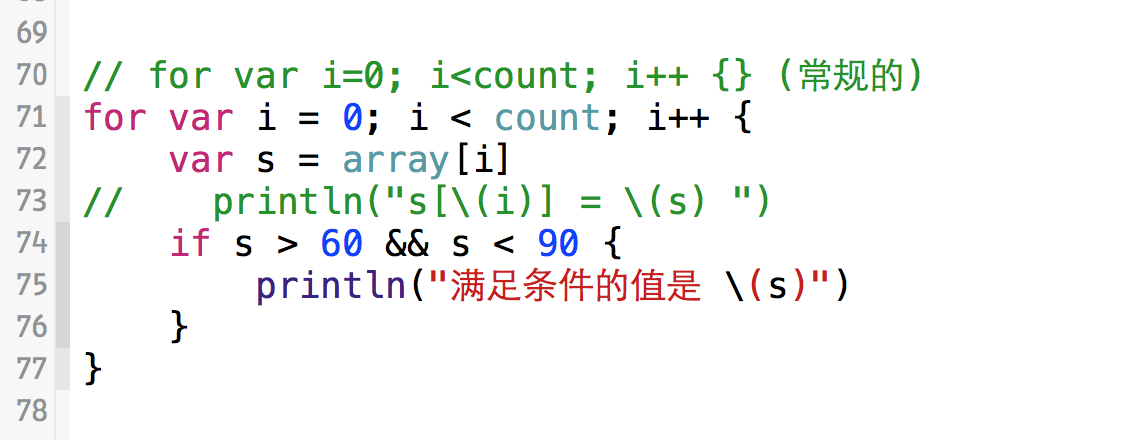 69
70 // for var i=0; i<count; i++ {} (常规的)
71 for var i = 0; i < count; i++ {
72     var s = array[i]
73 //    println("s[\(i)] = \(s) ")
74     if s > 60 && s < 90 {
75         println("满足条件的值是 \(s)")
76     }
77 }
78